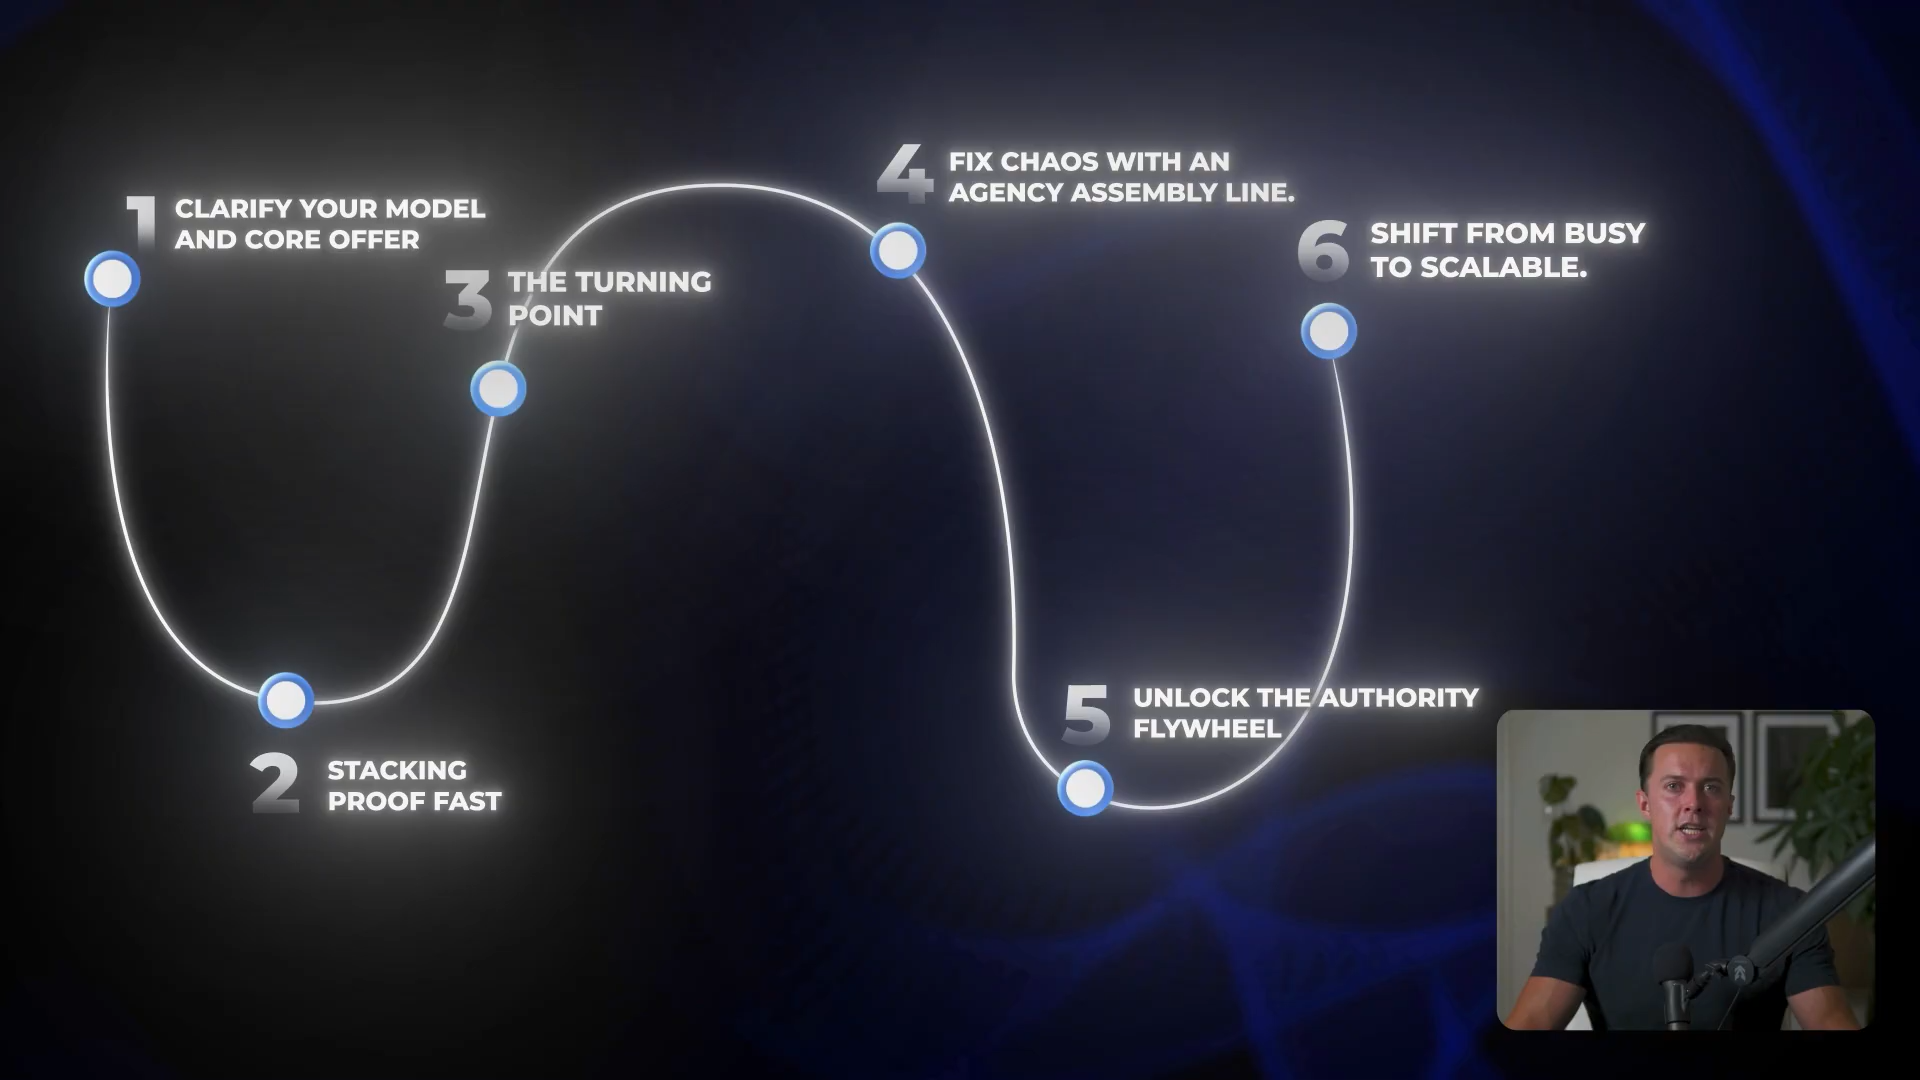 1 CLARIFY YOUR MODEL
AND CORE OFFER
2 STACKING
PROOF FAST
3 THE TURNING
POINT
4 FIX CHAOS WITH AN
AGENCY ASSEMBLY LINE.
5 UNLOCK THE AUTHORITY
FLYWHEEL
6 SHIFT FROM BUSY
TO SCALABLE.